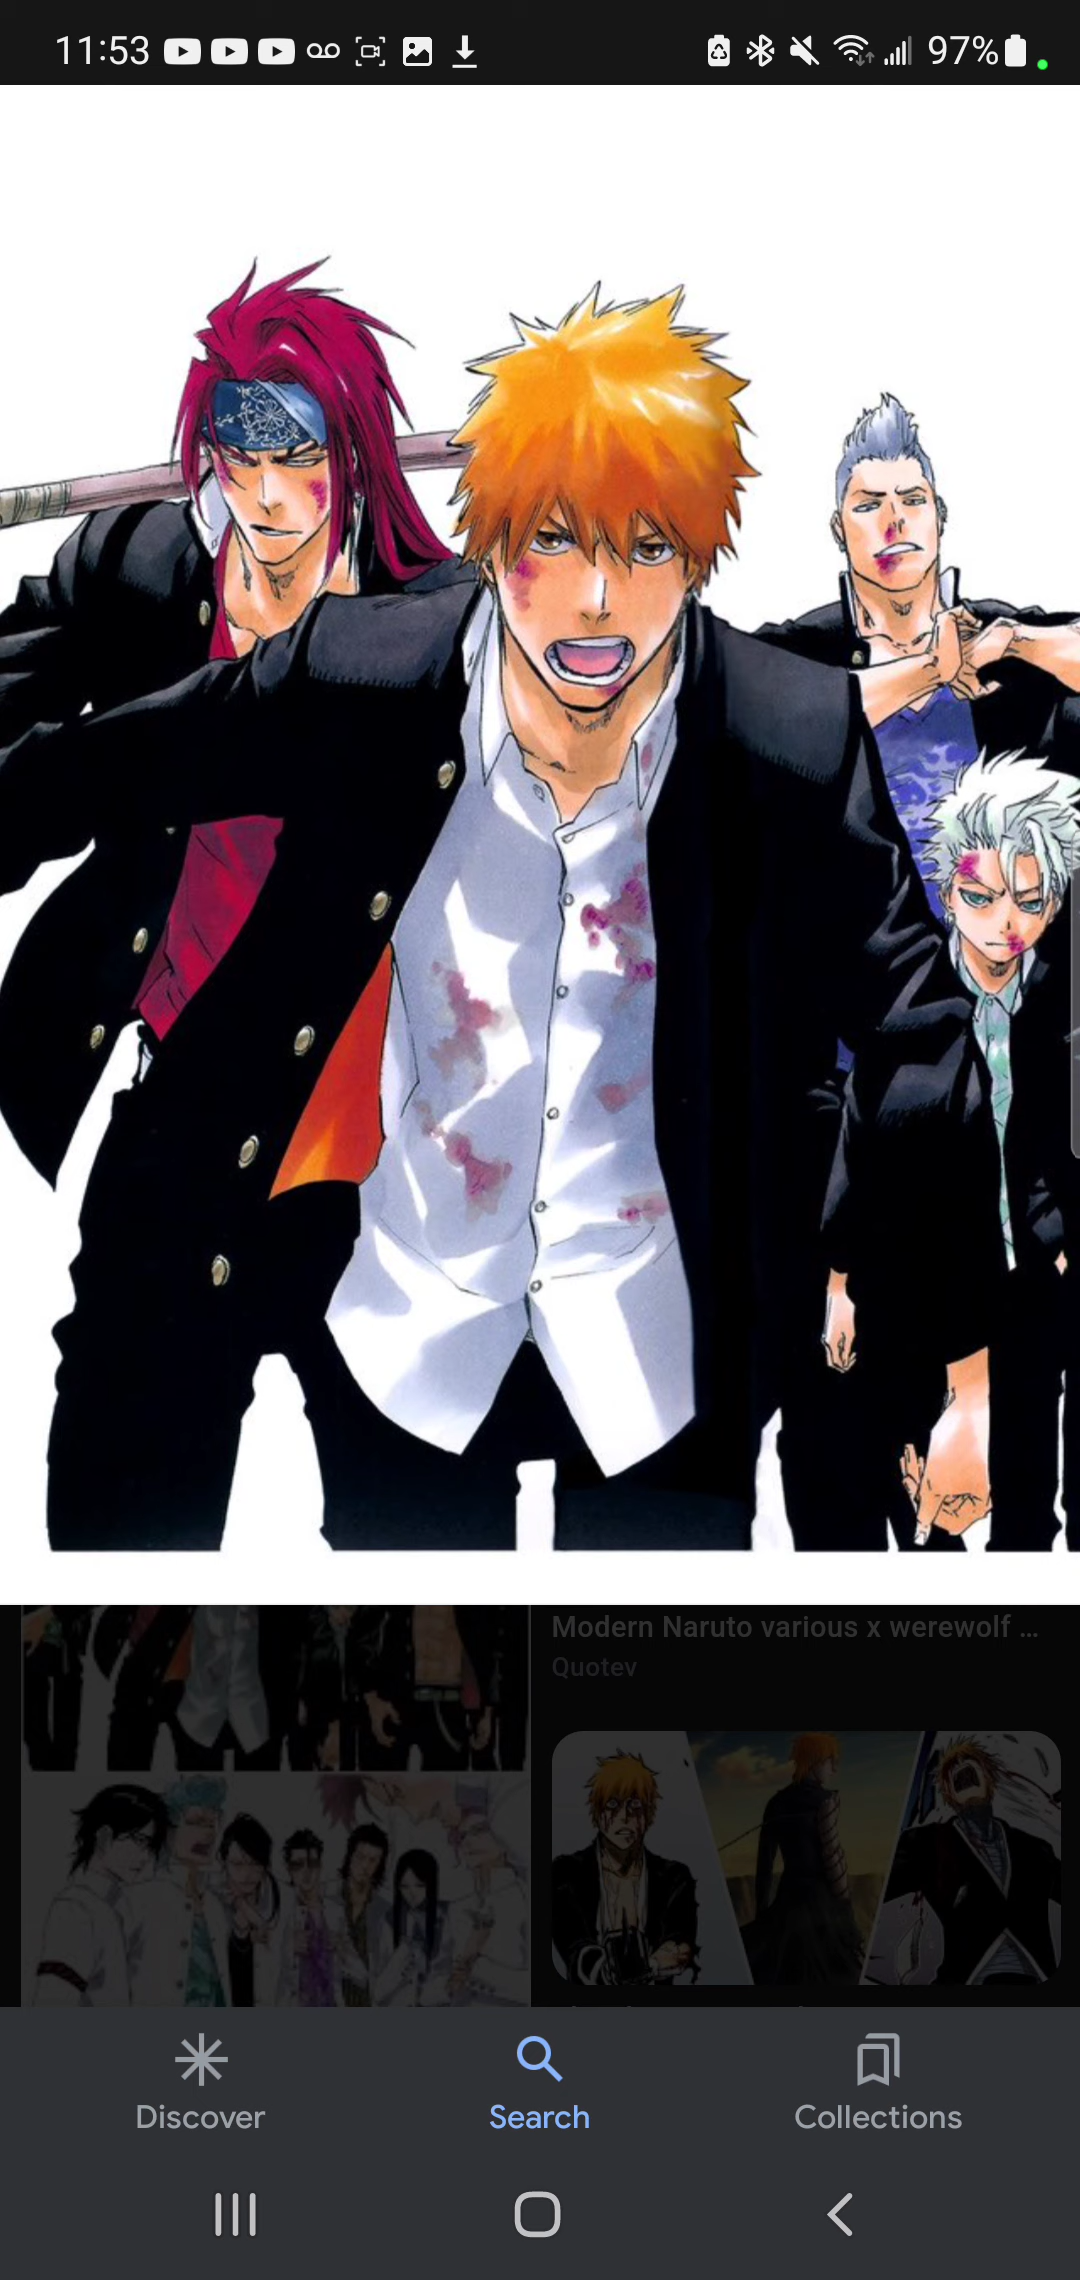 11:53
97%
Modern Naruto various x werewolf ...
Quotev
Discover
Search
Collections